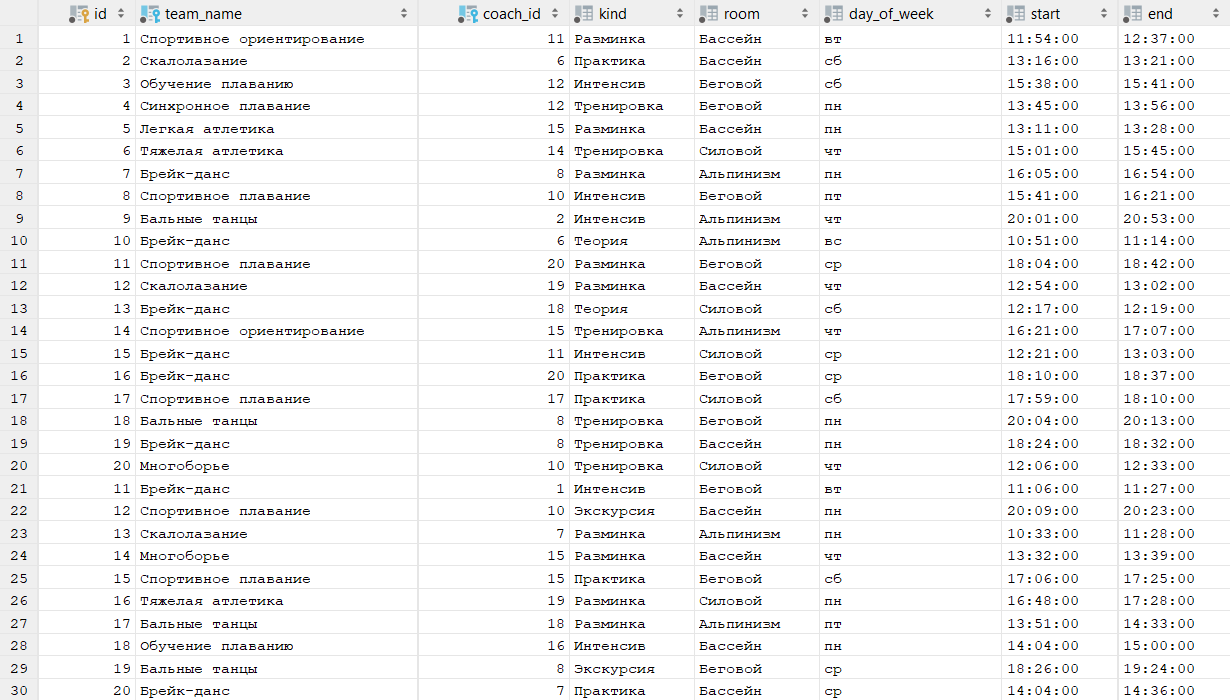 id team_name coach_id kind room day_of_week start end
1 1 Спортивное ориентирование 11 Разминка Бассейн вт 11:54:00 12:37:00
2 2 Скалолазание 6 Практика Бассейн сб 13:16:00 13:21:00
3 3 Обучение плаванию 12 Интенсив Беговой сб 15:38:00 15:41:00
4 4 Синхронное плавание 12 Тренировка Беговой пн 13:45:00 13:56:00
5 5 Легкая атлетика 15 Разминка Бассейн пн 13:11:00 13:28:00
6 6 Тяжелая атлетика 14 Тренировка Силовой чт 15:01:00 15:45:00
7 7 Брейк-данс 8 Разминка Альпинизм пн 16:05:00 16:54:00
8 8 Спортивное плавание 10 Интенсив Беговой пт 15:41:00 16:21:00
9 9 Бальные танцы 2 Интенсив Альпинизм чт 20:01:00 20:53:00
10 10 Брейк-данс 6 Теория Альпинизм вс 10:51:00 11:14:00
11 11 Спортивное плавание 20 Разминка Беговой ср 18:04:00 18:42:00
12 12 Скалолазание 19 Разминка Бассейн чт 12:54:00 13:02:00
13 13 Брейк-данс 18 Теория Силовой сб 12:17:00 12:19:00
14 14 Спортивное ориентирование 15 Тренировка Альпинизм чт 16:21:00 17:07:00
15 15 Брейк-данс 11 Интенсив Силовой ср 12:21:00 13:03:00
16 16 Брейк-данс 20 Практика Беговой ср 18:10:00 18:37:00
17 17 Спортивное плавание 17 Практика Силовой сб 17:59:00 18:10:00
18 18 Бальные танцы 8 Тренировка Беговой пн 20:04:00 20:13:00
19 19 Брейк-данс 8 Тренировка Бассейн пн 18:24:00 18:32:00
20 20 Многоборье 10 Тренировка Силовой чт 12:06:00 12:33:00
21 11 Брейк-данс 1 Интенсив Беговой вт 11:06:00 11:27:00
22 12 Спортивное плавание 10 Экскурсия Бассейн пн 20:09:00 20:23:00
23 13 Скалолазание 7 Разминка Альпинизм пн 10:33:00 11:28:00
24 14 Многоборье 15 Разминка Бассейн чт 13:32:00 13:39:00
25 15 Спортивное плавание 15 Практика Беговой сб 17:06:00 17:25:00
26 16 Тяжелая атлетика 19 Разминка Силовой пн 16:48:00 17:28:00
27 17 Бальные танцы 18 Разминка Альпинизм пт 13:51:00 14:33:00
28 18 Обучение плаванию 16 Интенсив Бассейн пн 14:04:00 15:00:00
29 19 Бальные танцы 8 Экскурсия Беговой ср 18:26:00 19:24:00
30 20 Брейк-данс 7 Практика Бассейн ср 14:04:00 14:36:00